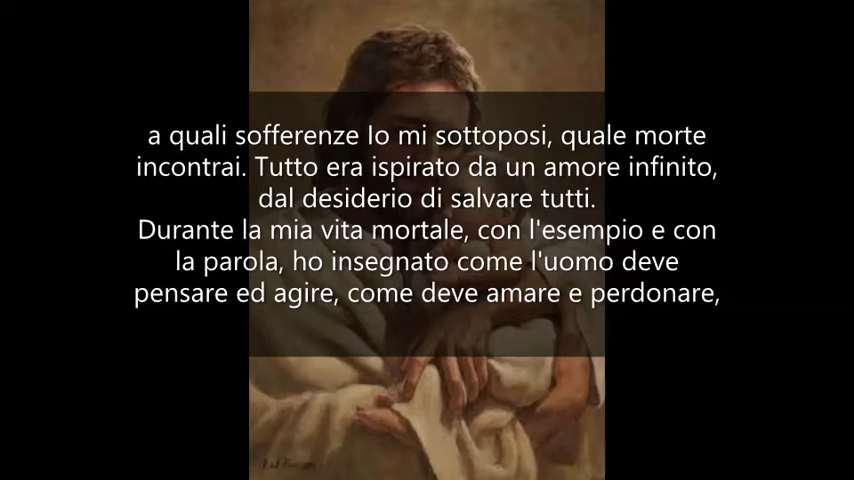 a quali sofferenze Io mi sottoposi, quale morte
incontrai. Tutto era ispirato da un amore infinito,
dal desiderio di salvare tutti.
Durante la mia vita mortale, con l'esempio e con
la parola, ho insegnato come l'uomo deve
pensare ed agire, come deve amare e perdonare,